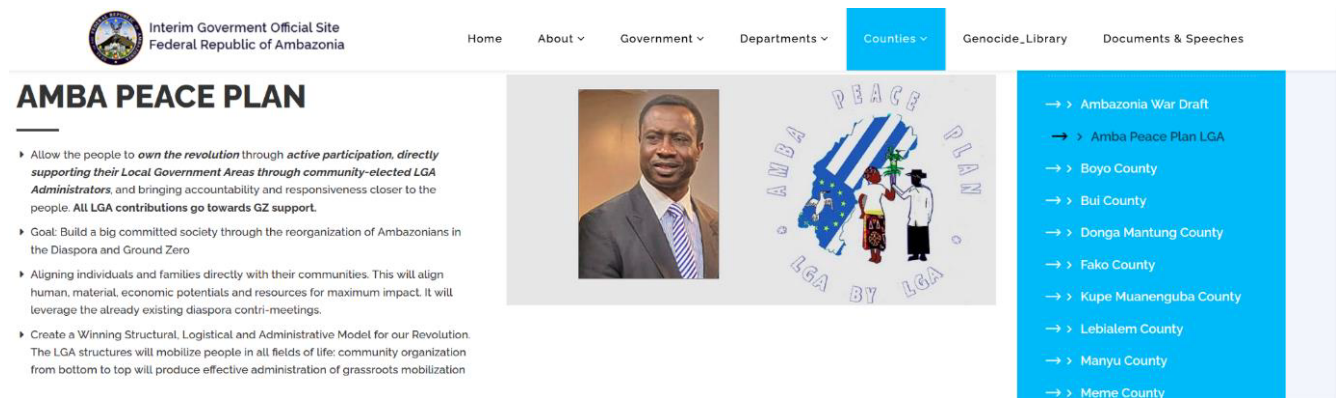 Interim Goverment Official Site
Federal Republic of Ambazonia
Home
About
Government
Departments
Counties
Genocide_Library
Documents & Speeches
AMBA PEACE PLAN
Allow the people to own the revolution through active participation, directly
supporting their Local Government Areas through community-elected LGA
Administrators, and bringing accountability and responsiveness closer to the
people. All LGA contributions go towards GZ support.
Goal: Build a big committed society through the reorganization of Ambazonians in
the Diaspora and Ground Zero
Aligning individuals and families directly with their communities. This will align
human, material, economic potentials and resources for maximum impact. It will
leverage the already existing diaspora contri-meetings.
Create a Winning Structural, Logistical and Administrative Model for our Revolution.
The LGA structures will mobilize people in all fields of life: community organization
from bottom to top will produce effective administration of grassroots mobilization
AMBA PEACE PLAN
LGA BY LGA
→ > Ambazonia War Draft
→ > Amba Peace Plan LGA
→ > Boyo County
→ > Bui County
→ > Donga Mantung County
→ > Fako County
→ > Kupe Muanenguba County
→ > Lebialem County
→ > Manyu County
→ > Meme County